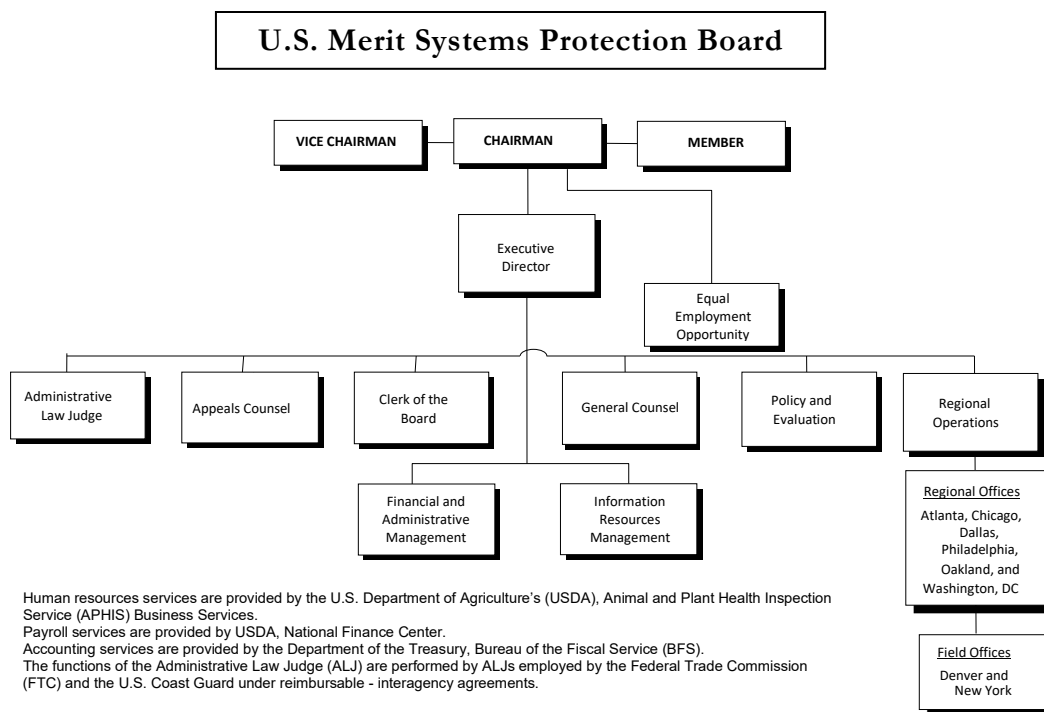 U.S. Merit Systems Protection Board
VICE CHAIRMAN
CHAIRMAN
MEMBER
Executive
Director
Equal
Employment
Opportunity
Administrative
Law Judge
Appeals Counsel
Clerk of the
Board
General Counsel
Policy and
Evaluation
Regional
Operations
Financial and
Administrative
Management
Information
Resources
Management
Regional Offices
Atlanta, Chicago,
Dallas,
Philadelphia,
Oakland, and
Washington, DC
Field Offices
Denver and
New York
Human resources services are provided by the U.S. Department of Agriculture's (USDA), Animal and Plant Health Inspection
Service (APHIS) Business Services.
Payroll services are provided by USDA, National Finance Center.
Accounting services are provided by the Department of the Treasury, Bureau of the Fiscal Service (BFS).
The functions of the Administrative Law Judge (ALJ) are performed by ALJs employed by the Federal Trade Commission
(FTC) and the U.S. Coast Guard under reimbursable - interagency agreements.